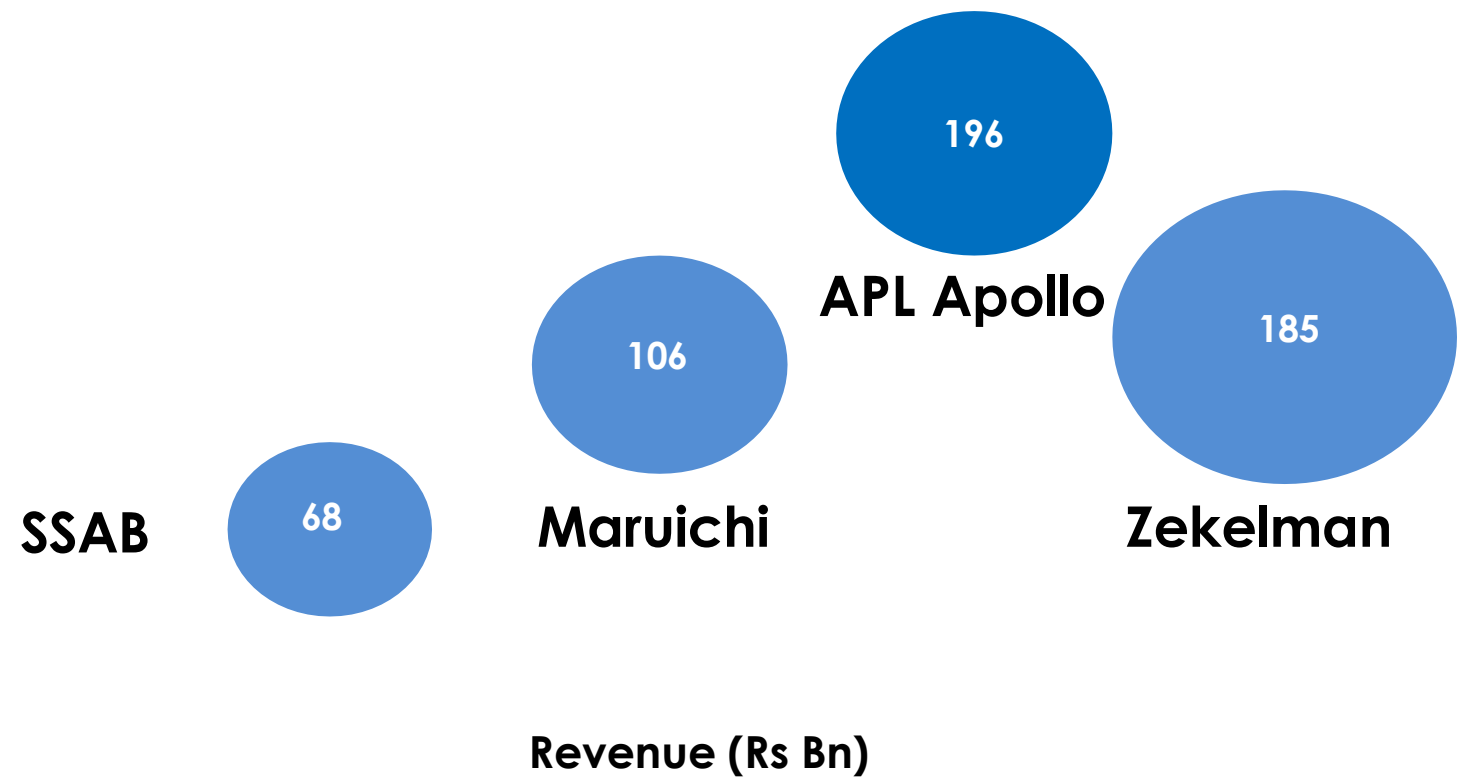 196
APL Apollo
185
106
SSAB
68
Maruichi
Zekelman
Revenue (Rs Bn)